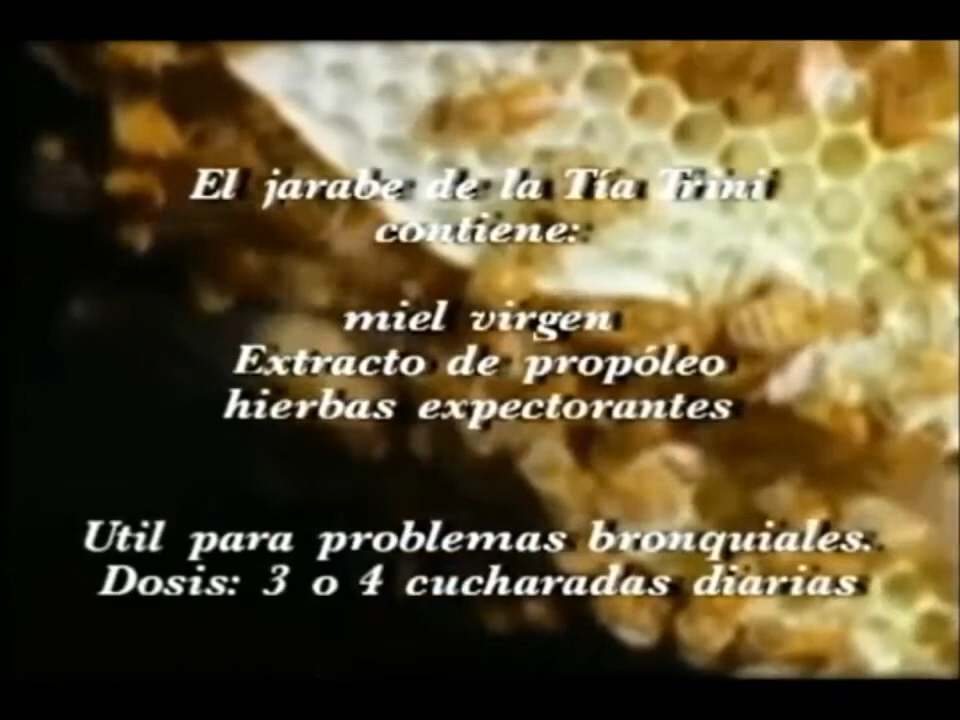 El jarabe de la Tía Trini
contiene:
miel virgen
Extracto de propóleo
hierbas expectorantes
Util para problemas bronquiales.
Dosis: 3 o 4 cucharadas diarias